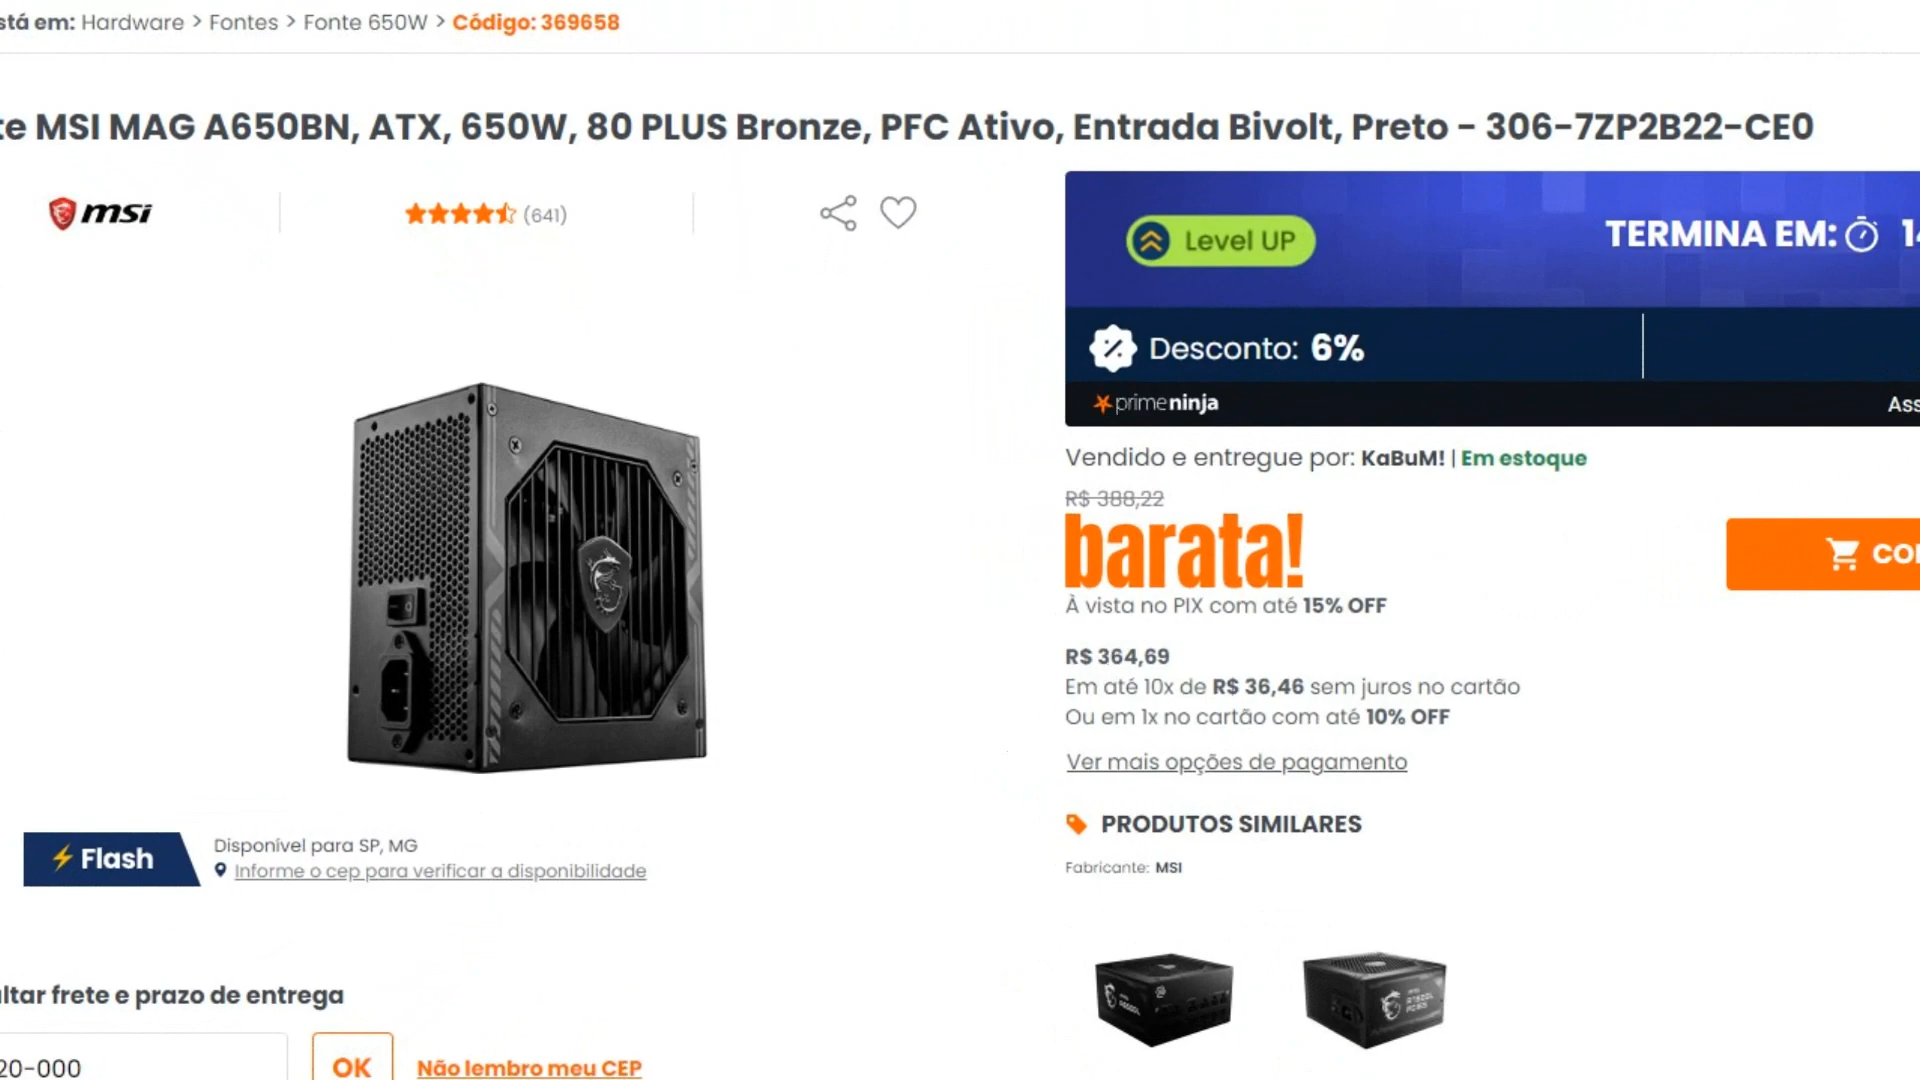 stá em: Hardware > Fontes > Fonte 650W > Código: 369658
te MSI MAG A650BN, ATX, 650W, 80 PLUS Bronze, PFC Ativo, Entrada Bivolt, Preto - 306-7ZP2B22-CE0
msi
(641)
Level UP
TERMINA EM: 14
Desconto: 6%
primeninja
Ass
Vendido e entregue por: KaBuM! | Em estoque
R$ 388,22
barata!
COM
À vista no PIX com até 15% OFF
R$ 364,69
Em até 10x de R$ 36,46 sem juros no cartão
Ou em 1x no cartão com até 10% OFF
Ver mais opções de pagamento
PRODUTOS SIMILARES
Fabricante: MSI
Flash
Disponível para SP, MG
Informe o cep para verificar a disponibilidade
ltar frete e prazo de entrega
20-000
OK
Não lembro meu CEP